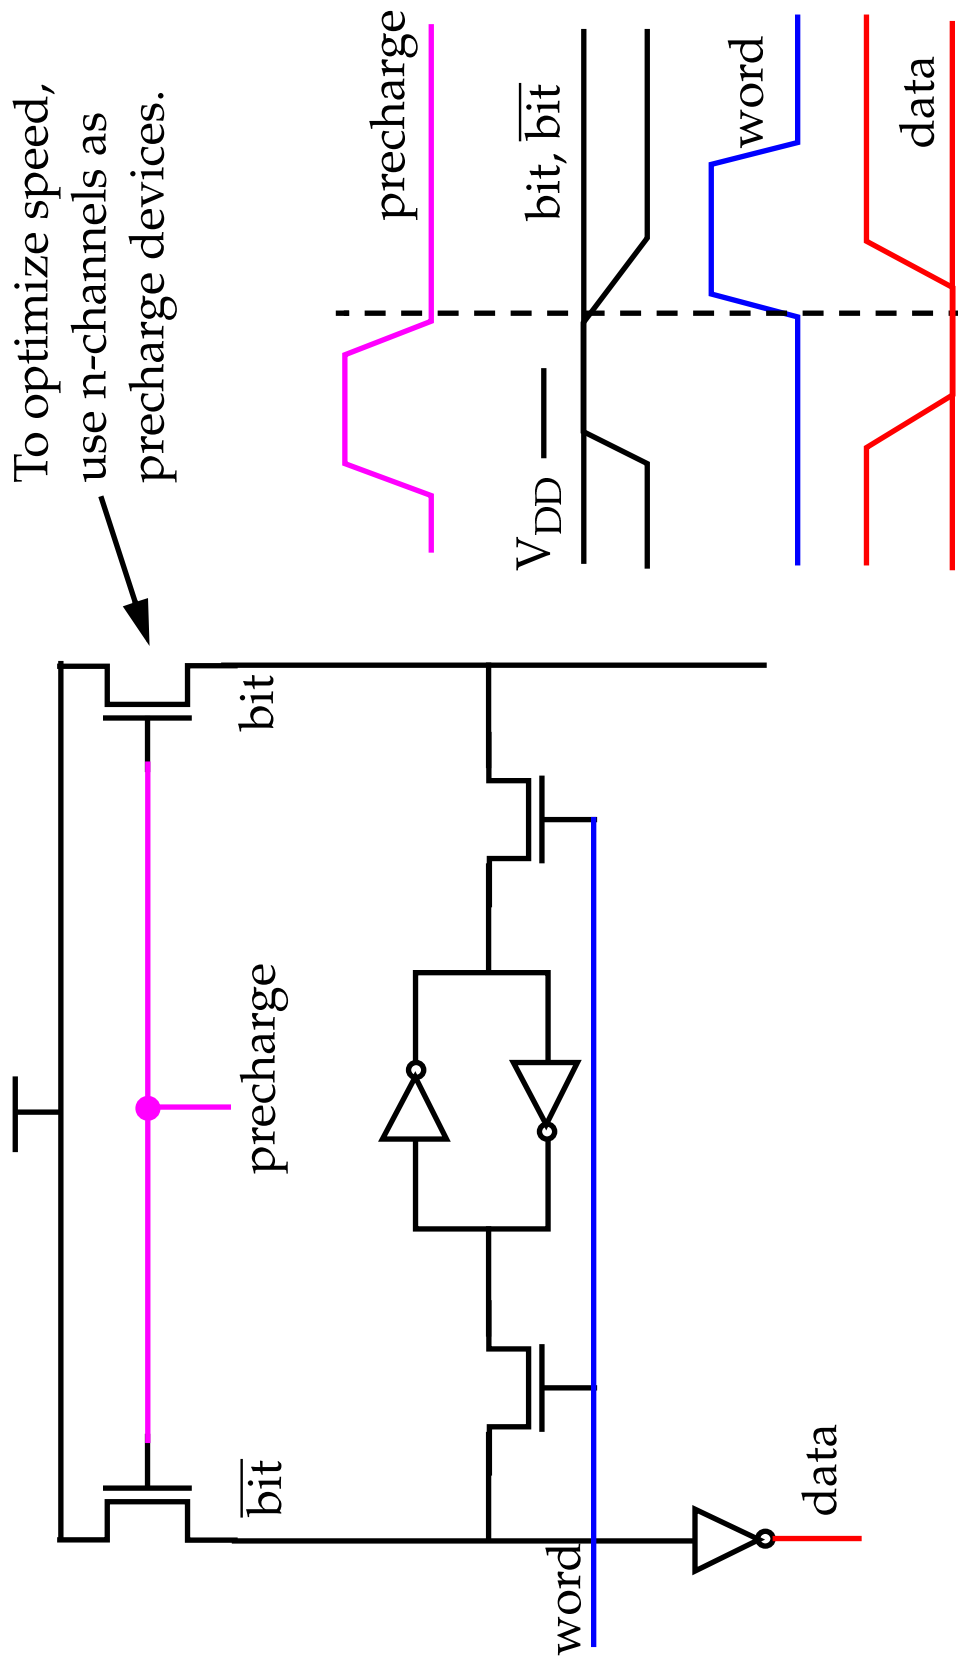 To optimize speed,
use n-channels as
precharge devices.
bit
precharge
bit
word
data
precharge
V_DD
bit, bit
word
data